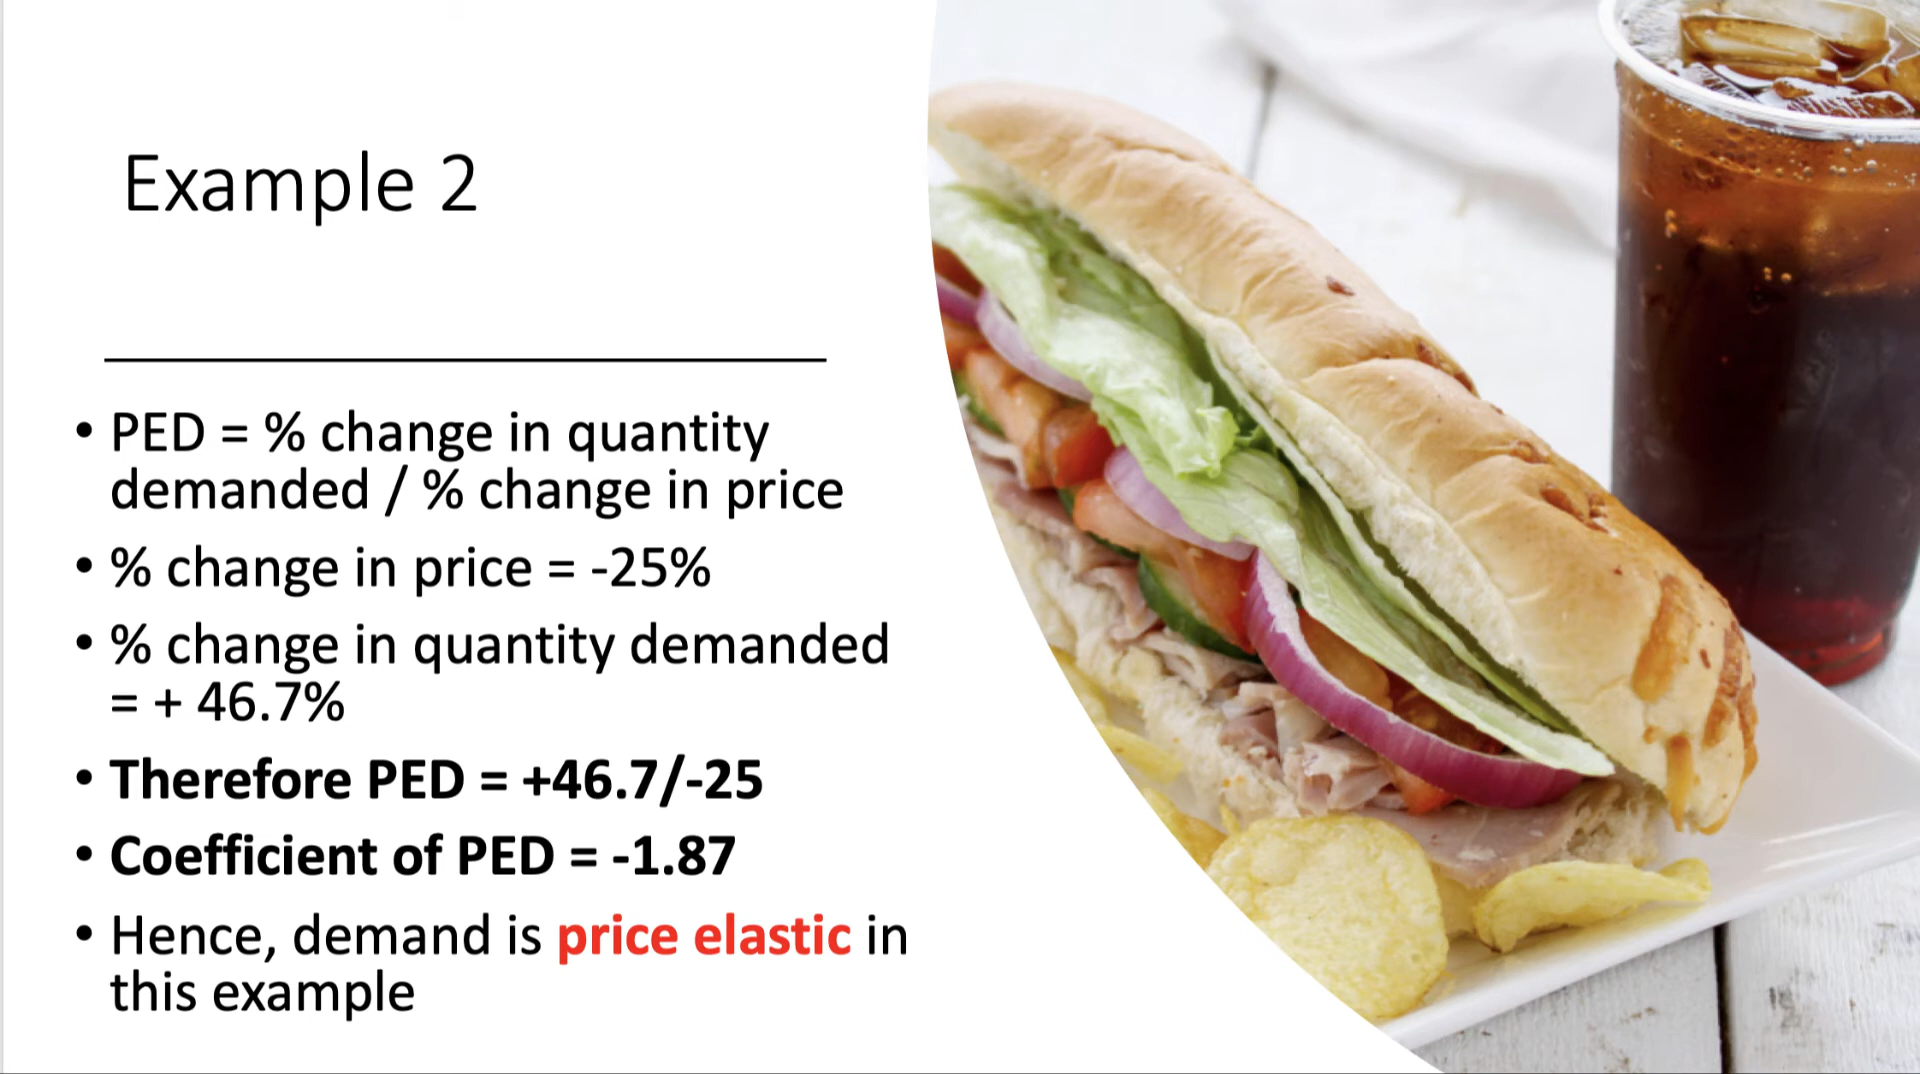 Example 2
• PED = % change in quantity
demanded / % change in price
• % change in price = -25%
• % change in quantity demanded
= + 46.7%
• Therefore PED = +46.7/-25
• Coefficient of PED = -1.87
• Hence, demand is price elastic in
this example